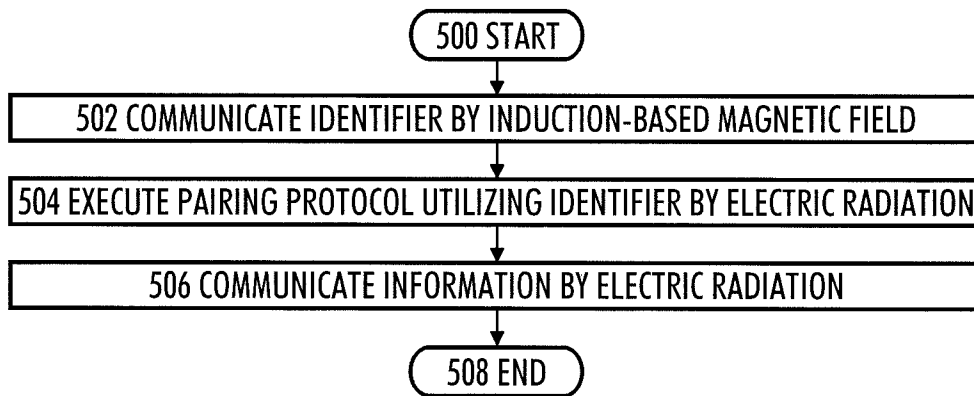 500 START
502 COMMUNICATE IDENTIFIER BY INDUCTION-BASED MAGNETIC FIELD
504 EXECUTE PAIRING PROTOCOL UTILIZING IDENTIFIER BY ELECTRIC RADIATION
506 COMMUNICATE INFORMATION BY ELECTRIC RADIATION
508 END